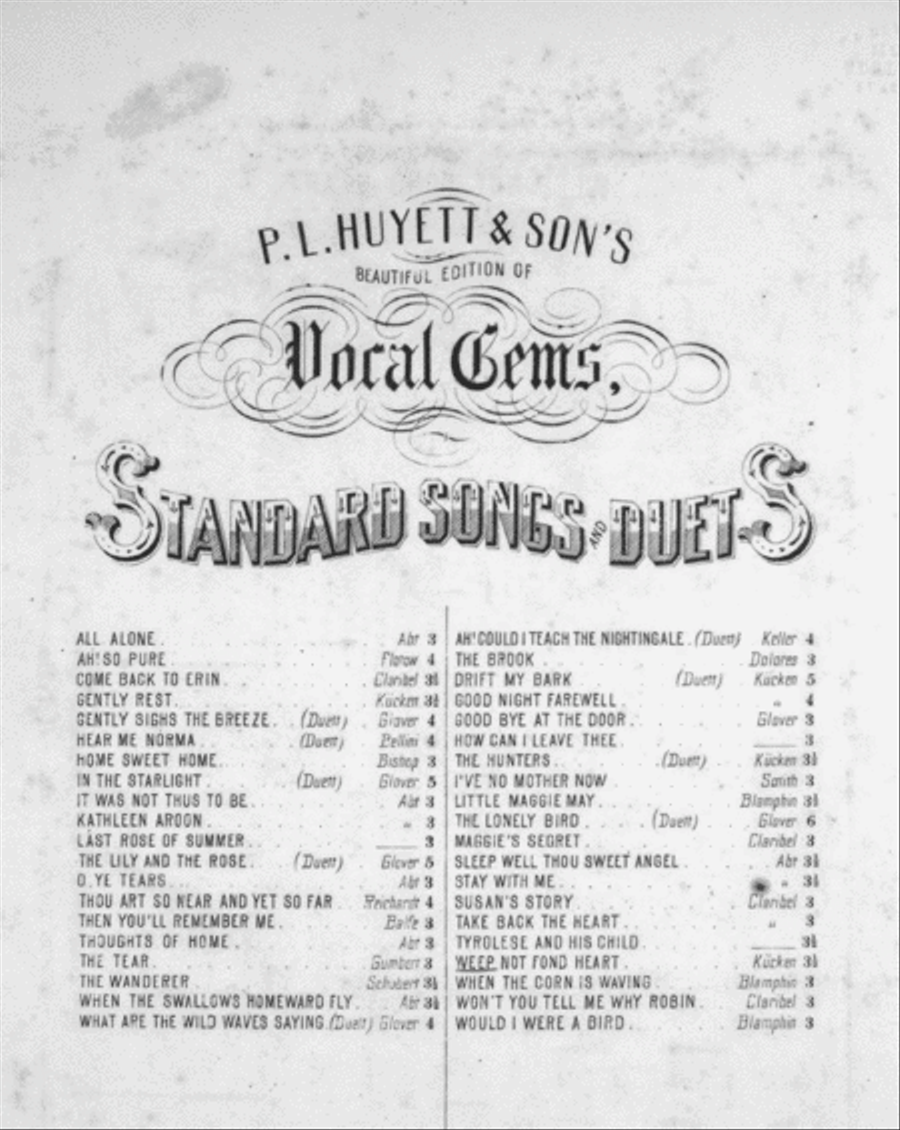 P. L. HUYETT & SON'S
BEAUTIFUL EDITION OF
Vocal Gems,
STANDARD SONGS AND DUETS
ALL ALONE. Abt 3
AH! SO PURE Flotow 4
COME BACK TO ERIN. Claribel 3½
GENTLY REST. Kücken 3½
GENTLY SIGHS THE BREEZE. (Duett) Glover 4
HEAR ME NORMA. (Duett) Bellini 4
HOME SWEET HOME. Bishop 3
IN THE STARLIGHT. (Duett) Glover 5
IT WAS NOT THUS TO BE. Abt 3
KATHLEEN AROON. " 3
LAST ROSE OF SUMMER. ____ 3
THE LILY AND THE ROSE. (Duett) Glover 5
O, YE TEARS. Abt 3
THOU ART SO NEAR AND YET SO FAR Reichardt 4
THEN YOU'LL REMEMBER ME. Balfe 3
THOUGHTS OF HOME. Abt 3
THE TEAR. Gumbert 3
THE WANDERER. Schubert 3½
WHEN THE SWALLOWS HOMEWARD FLY. Abt 3½
WHAT ARE THE WILD WAVES SAYING. (Duett) Glover 4
AH! COULD I TEACH THE NIGHTINGALE. (Duett) Keller 4
THE BROOK Dolores 3
DRIFT MY BARK (Duett) Kücken 5
GOOD NIGHT FAREWELL. " 4
GOOD BYE AT THE DOOR. Glover 3
HOW CAN I LEAVE THEE. ____ 3
THE HUNTERS. (Duett) Kücken 3½
I'VE NO MOTHER NOW Smith 3
LITTLE MAGGIE MAY. Blamphin 3½
THE LONELY BIRD. (Duett) Glover 6
MAGGIE'S SECRET. Claribel 3
SLEEP WELL THOU SWEET ANGEL. Abt 3½
STAY WITH ME. " 3½
SUSAN'S STORY. Claribel 3
TAKE BACK THE HEART. " 3
TYROLESE AND HIS CHILD. ____ 3½
WEEP NOT FOND HEART. Kücken 3½
WHEN THE CORN IS WAVING. Blamphin 3
WON'T YOU TELL ME WHY ROBIN. Claribel 3
WOULD I WERE A BIRD. Blamphin 3